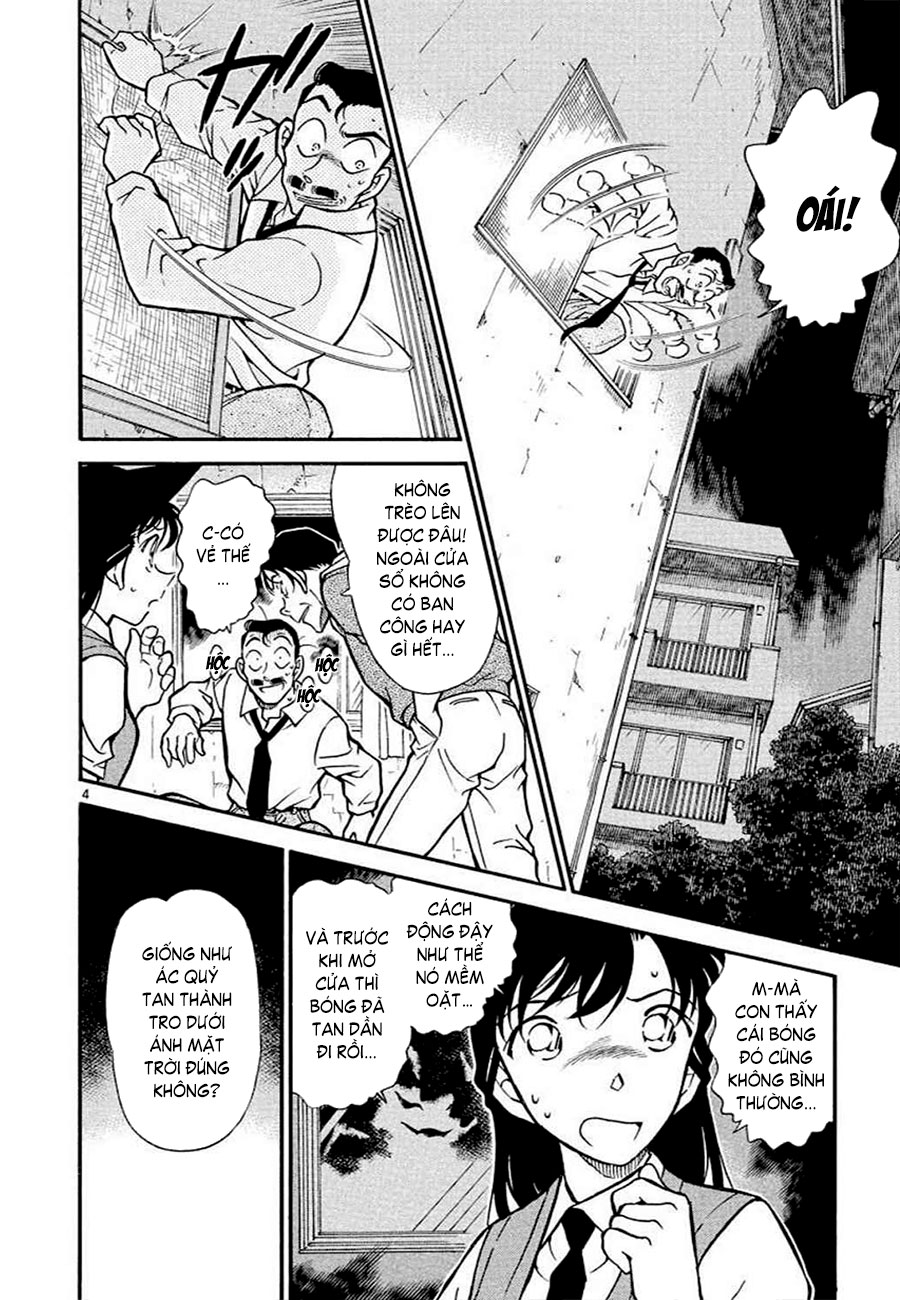 OÁI!
KHÔNG
TRÈO LÊN
ĐƯỢC ĐÂU!
NGOÀI CỬA
SỔ KHÔNG
CÓ BAN
CÔNG HAY
GÌ HẾT...
C-CÓ
VẺ THẾ
...
HỘC
HỘC
HỘC
4
M-MÀ
CON THẤY
CÁI BÓNG
ĐÓ CŨNG
KHÔNG BÌNH
THƯỜNG...
CÁCH
ĐỘNG ĐẬY
NHƯ THỂ
NÓ MỀM
OẶT...
VÀ TRƯỚC
KHI MỞ
CỬA THÌ
BÓNG ĐÃ
TAN DẦN
ĐI RỒI...
GIỐNG NHƯ
ÁC QUỶ
TAN THÀNH
TRO DƯỚI
ÁNH MẶT
TRỜI ĐÚNG
KHÔNG?